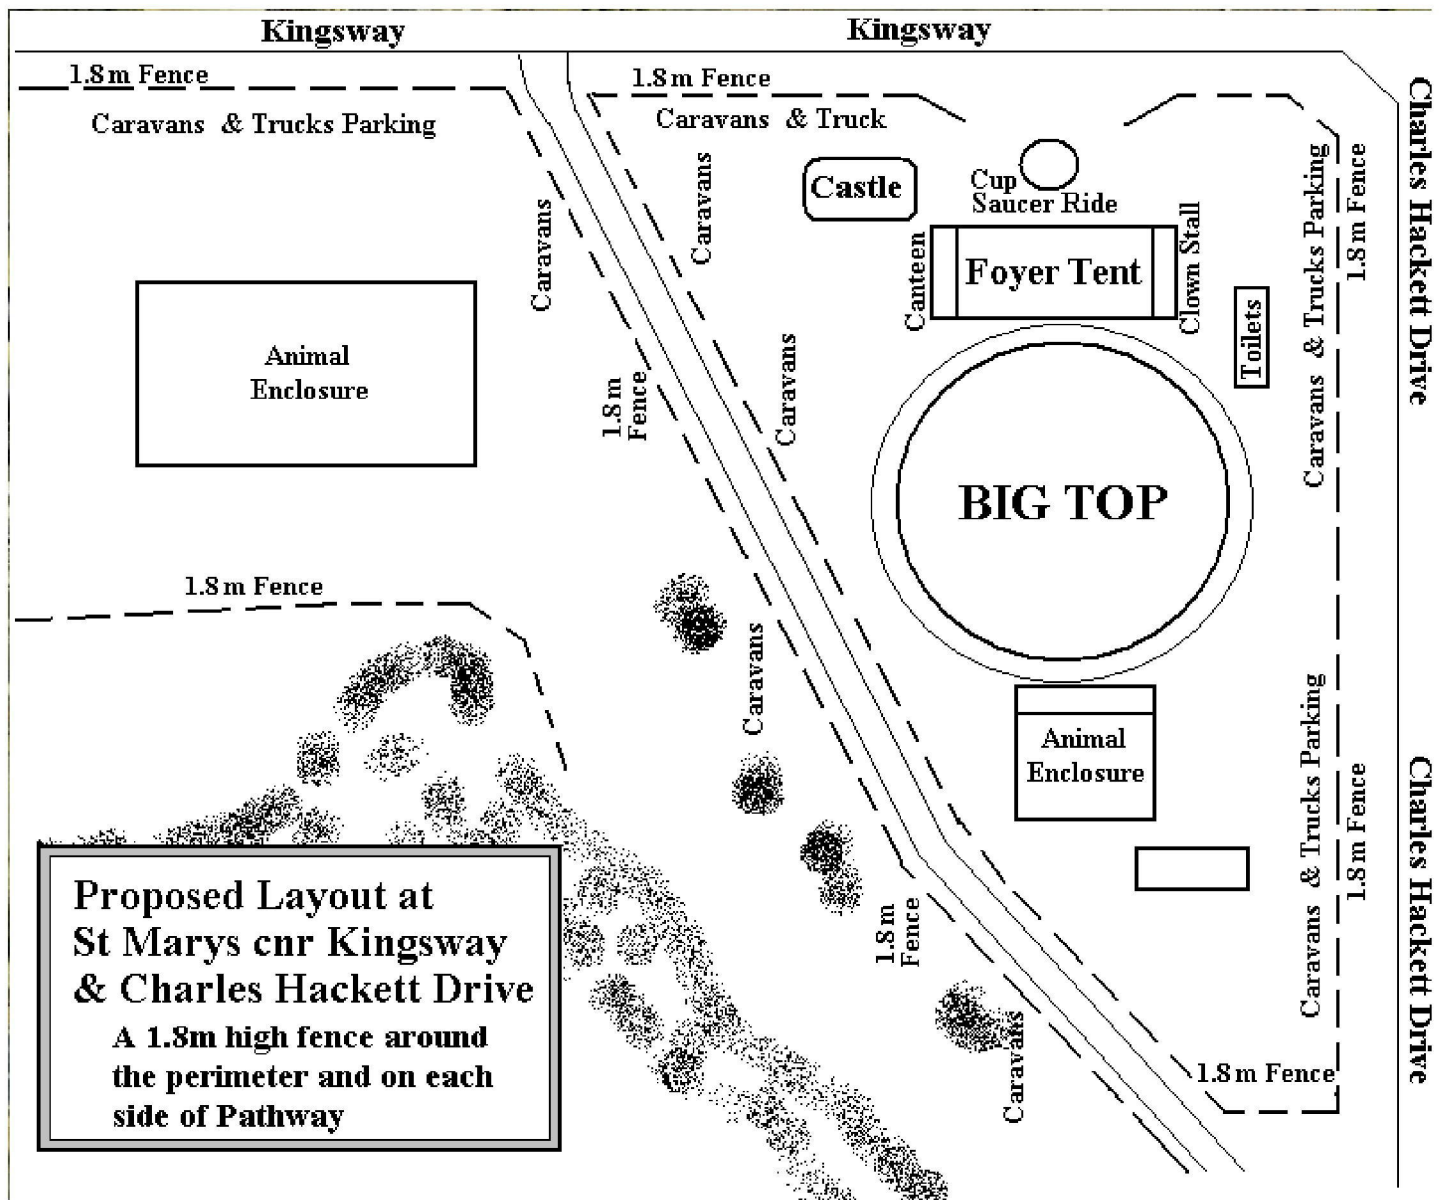 Kingsway
Kingsway
1.8m Fence
1.8m Fence
Caravans & Trucks Parking
Caravans & Truck
Charles Hackett Drive
Caravans
Caravans
Castle
Cup
Saucer Ride
Caravans & Trucks Parking
1.8m Fence
Canteen
Foyer Tent
Clown Stall
Toilets
Animal
Enclosure
1.8m
Fence
Caravans
BIG TOP
1.8m Fence
Caravans
Animal
Enclosure
Caravans & Trucks Parking
1.8m Fence
Charles Hackett Drive
1.8m
Fence
Caravans
1.8m Fence
Proposed Layout at
St Marys cnr Kingsway
& Charles Hackett Drive
A 1.8m high fence around
the perimeter and on each
side of Pathway